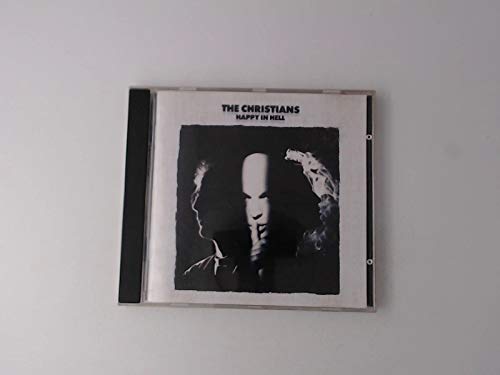 THE CHRISTIANS
HAPPY IN HELL